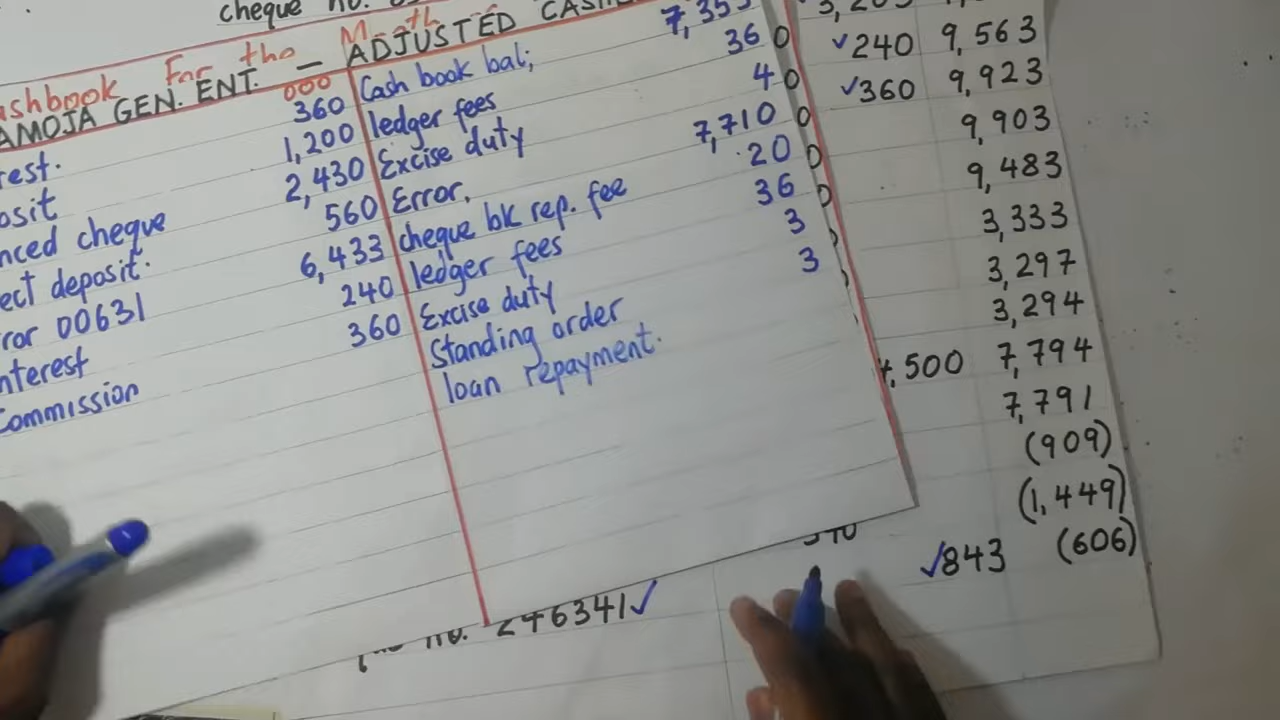 cheque no.
ashbook For the Month
AMOJA GEN. ENT. – ADJUSTED
000
rest. 360 Cash book bal;
osit 1,200 ledger fees 360
nced cheque 2,430 Excise duty 40
ect deposit. 560 Error. 7,710
ror 00631 6,433 cheque bk rep. fee 20
nterest 240 ledger fees 36
Commission 360 Excise duty 3
Standing order 3
loan repayment.
✓240 9,563
✓360 9,923
9,903
9,483
3,333
3,297
3,294
4,500 7,794
7,791
(909)
(1,449)
✓843 (606)
no. 246341✓